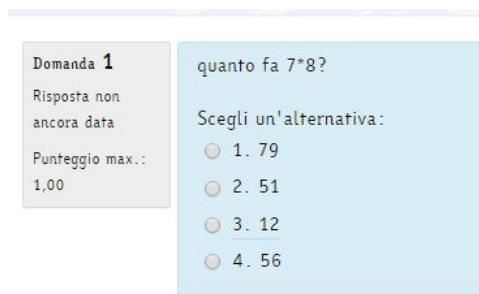 Domanda 1
Risposta non
ancora data
Punteggio max.:
1,00
quanto fa 7*8?
Scegli un'alternativa:
1. 79
2. 51
3. 12
4. 56